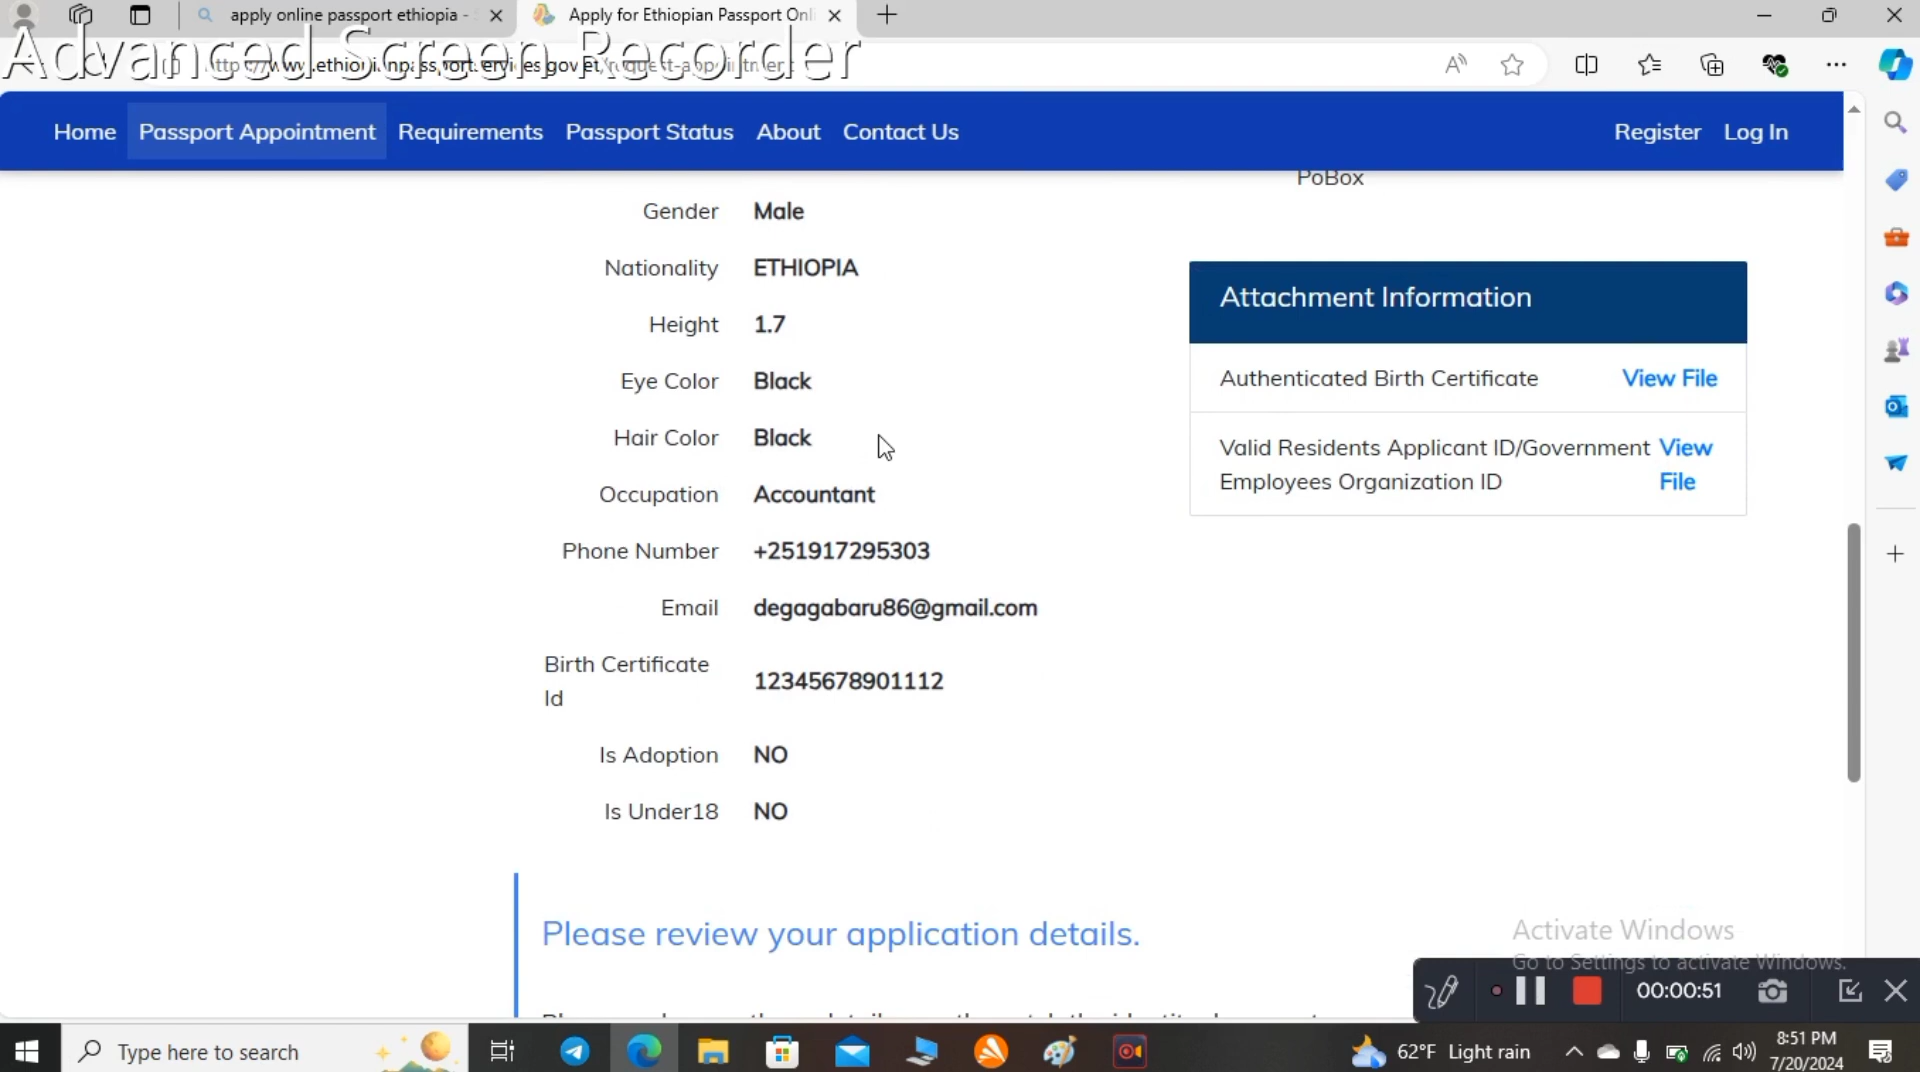 apply online passport ethiopia -
Apply for Ethiopian Passport Onl
Advanced Screen Recorder
Home Passport Appointment Requirements Passport Status About Contact Us Register Log In
PoBox
Gender Male
Nationality ETHIOPIA
Height 1.7
Eye Color Black
Hair Color Black
Occupation Accountant
Phone Number +251917295303
Email degagabaru86@gmail.com
Birth Certificate
Id
12345678901112
Is Adoption NO
Is Under18 NO
Attachment Information
Authenticated Birth Certificate View File
Valid Residents Applicant ID/Government View
Employees Organization ID File
Please review your application details.
Activate Windows
Go to Settings to activate Windows.
00:00:51
Type here to search
62°F Light rain
8:51 PM
7/20/2024